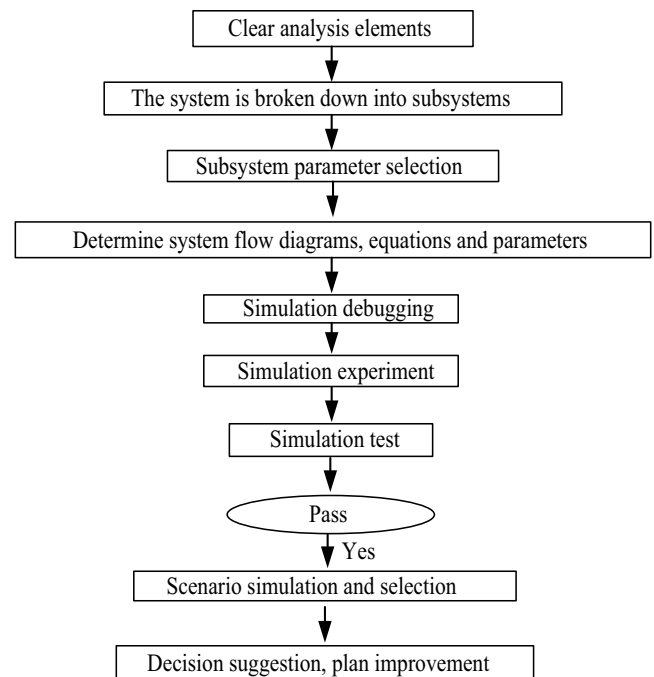 Clear analysis elements
The system is broken down into subsystems
Subsystem parameter selection
Determine system flow diagrams, equations and parameters
Simulation debugging
Simulation experiment
Simulation test
Pass
Yes
Scenario simulation and selection
Decision suggestion, plan improvement